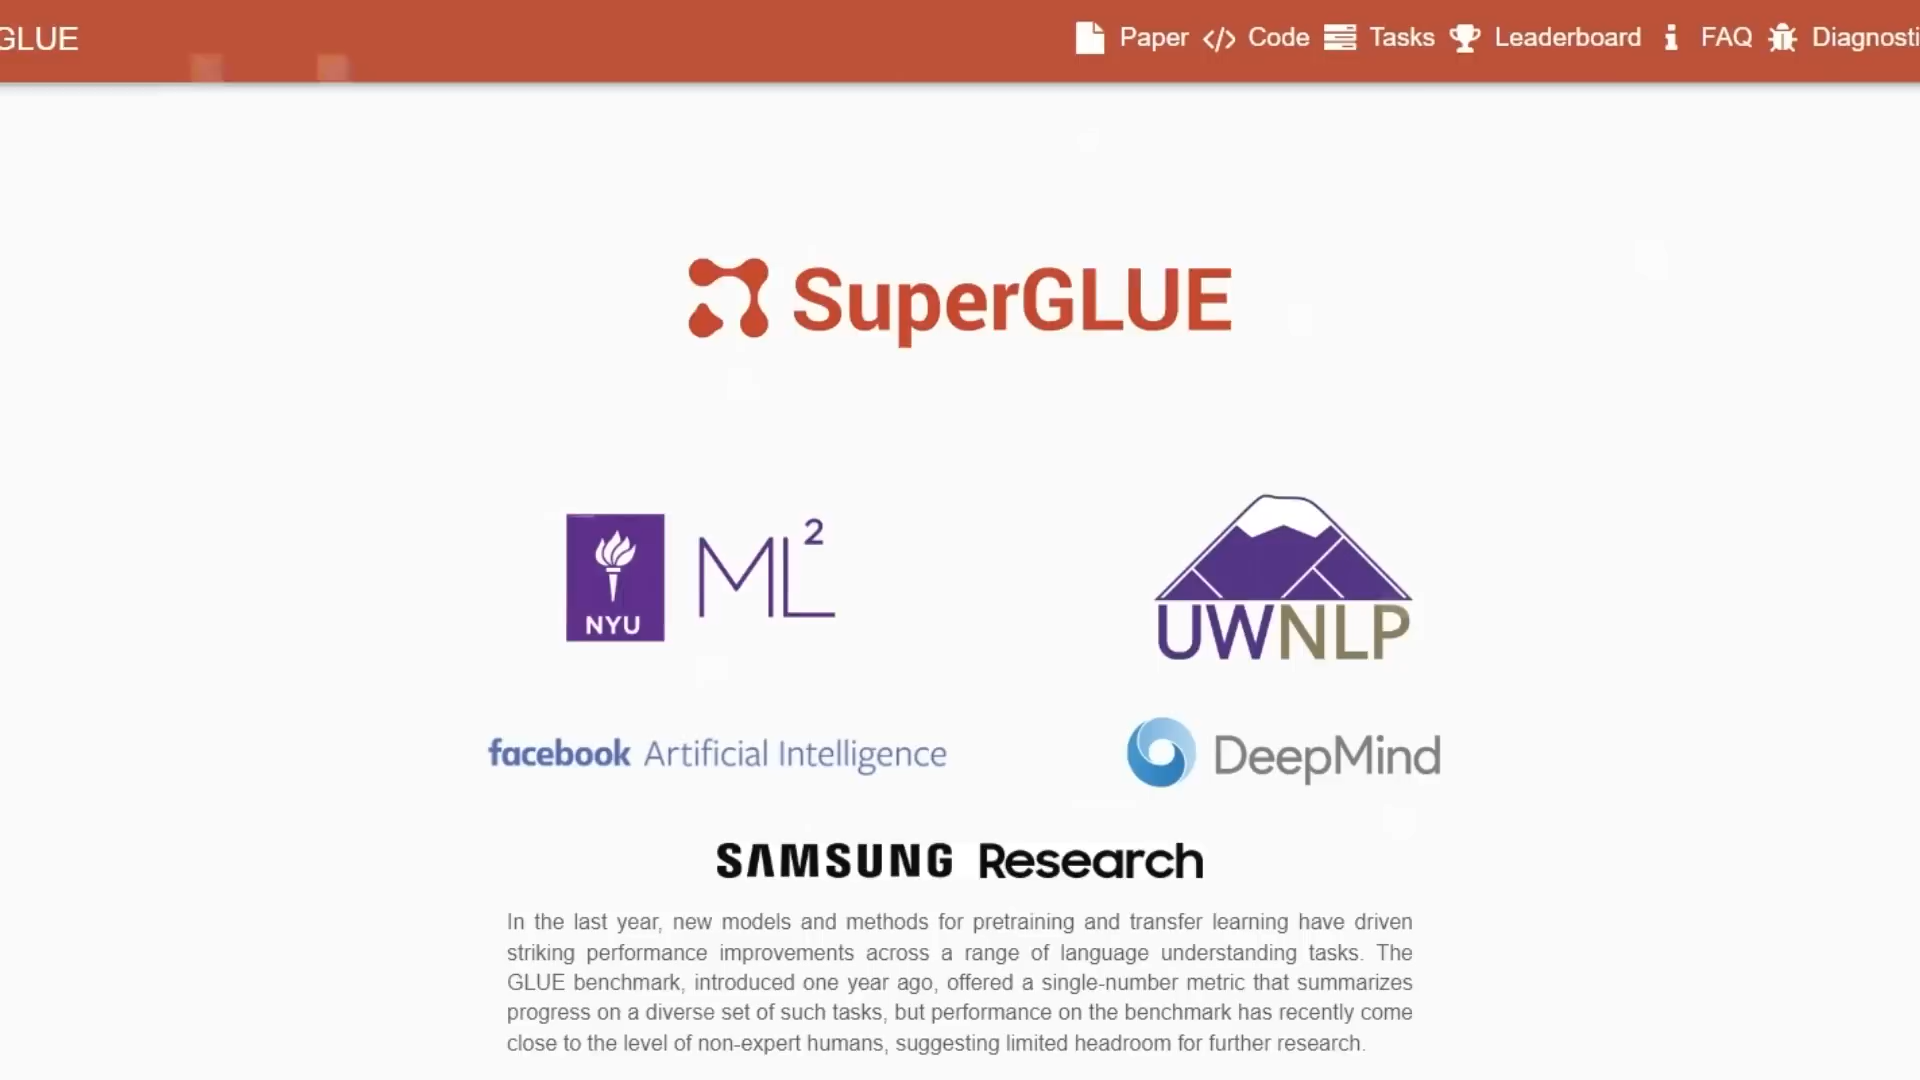 GLUE
Paper Code Tasks Leaderboard FAQ Diagnosti
SuperGLUE
NYU ML2
UWNLP
facebook Artificial Intelligence
DeepMind
SAMSUNG Research
In the last year, new models and methods for pretraining and transfer learning have driven
striking performance improvements across a range of language understanding tasks. The
GLUE benchmark, introduced one year ago, offered a single-number metric that summarizes
progress on a diverse set of such tasks, but performance on the benchmark has recently come
close to the level of non-expert humans, suggesting limited headroom for further research.